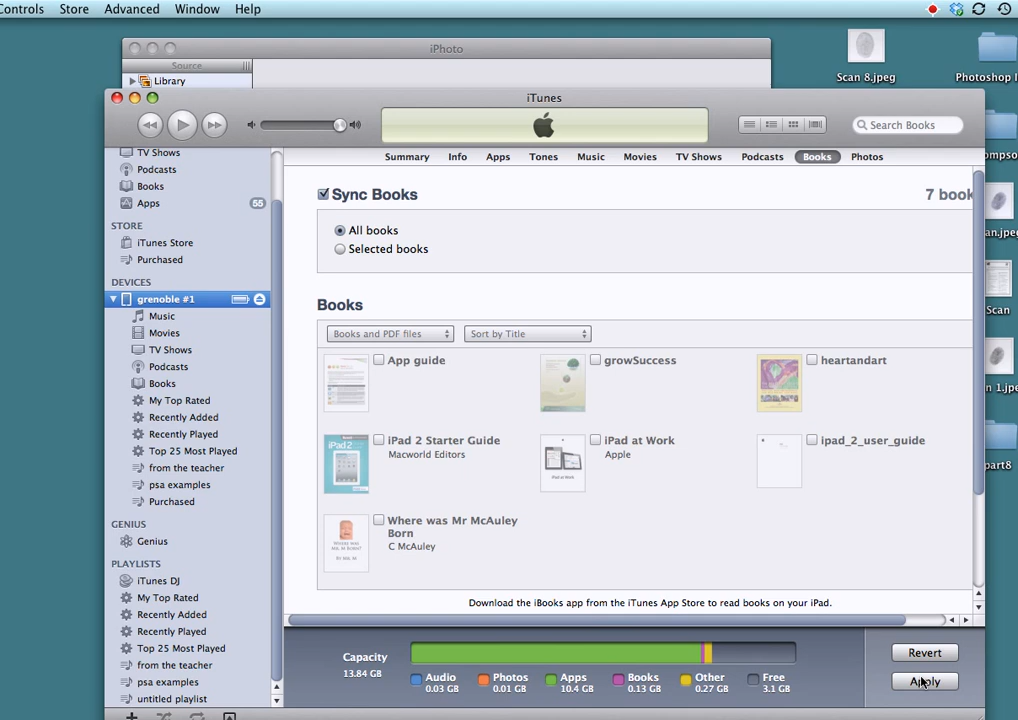 Controls Store Advanced Window Help
iPhoto
Source
Library
Scan 8.jpeg
Photoshop
iTunes
Search Books
TV Shows
Podcasts
Books
Apps 55
STORE
iTunes Store
Purchased
DEVICES
grenoble #1
Music
Movies
TV Shows
Podcasts
Books
My Top Rated
Recently Added
Recently Played
Top 25 Most Played
from the teacher
psa examples
Purchased
GENIUS
Genius
PLAYLISTS
iTunes DJ
My Top Rated
Recently Added
Recently Played
Top 25 Most Played
from the teacher
psa examples
untitled playlist
Summary Info Apps Tones Music Movies TV Shows Podcasts Books Photos
Sync Books 7 book
All books
Selected books
Books
Books and PDF files Sort by Title
App guide growSuccess heartandart
iPad 2 Starter Guide iPad at Work ipad_2_user_guide
Macworld Editors Apple
Where was Mr McAuley
Born
C McAuley
Download the iBooks app from the iTunes App Store to read books on your iPad.
Capacity
13.84 GB
Audio Photos Apps Books Other Free
0.03 GB 0.01 GB 10.4 GB 0.13 GB 0.27 GB 3.1 GB
Revert
Apply
ompso
an.jpeg
Scan
n 1.jpe
part8